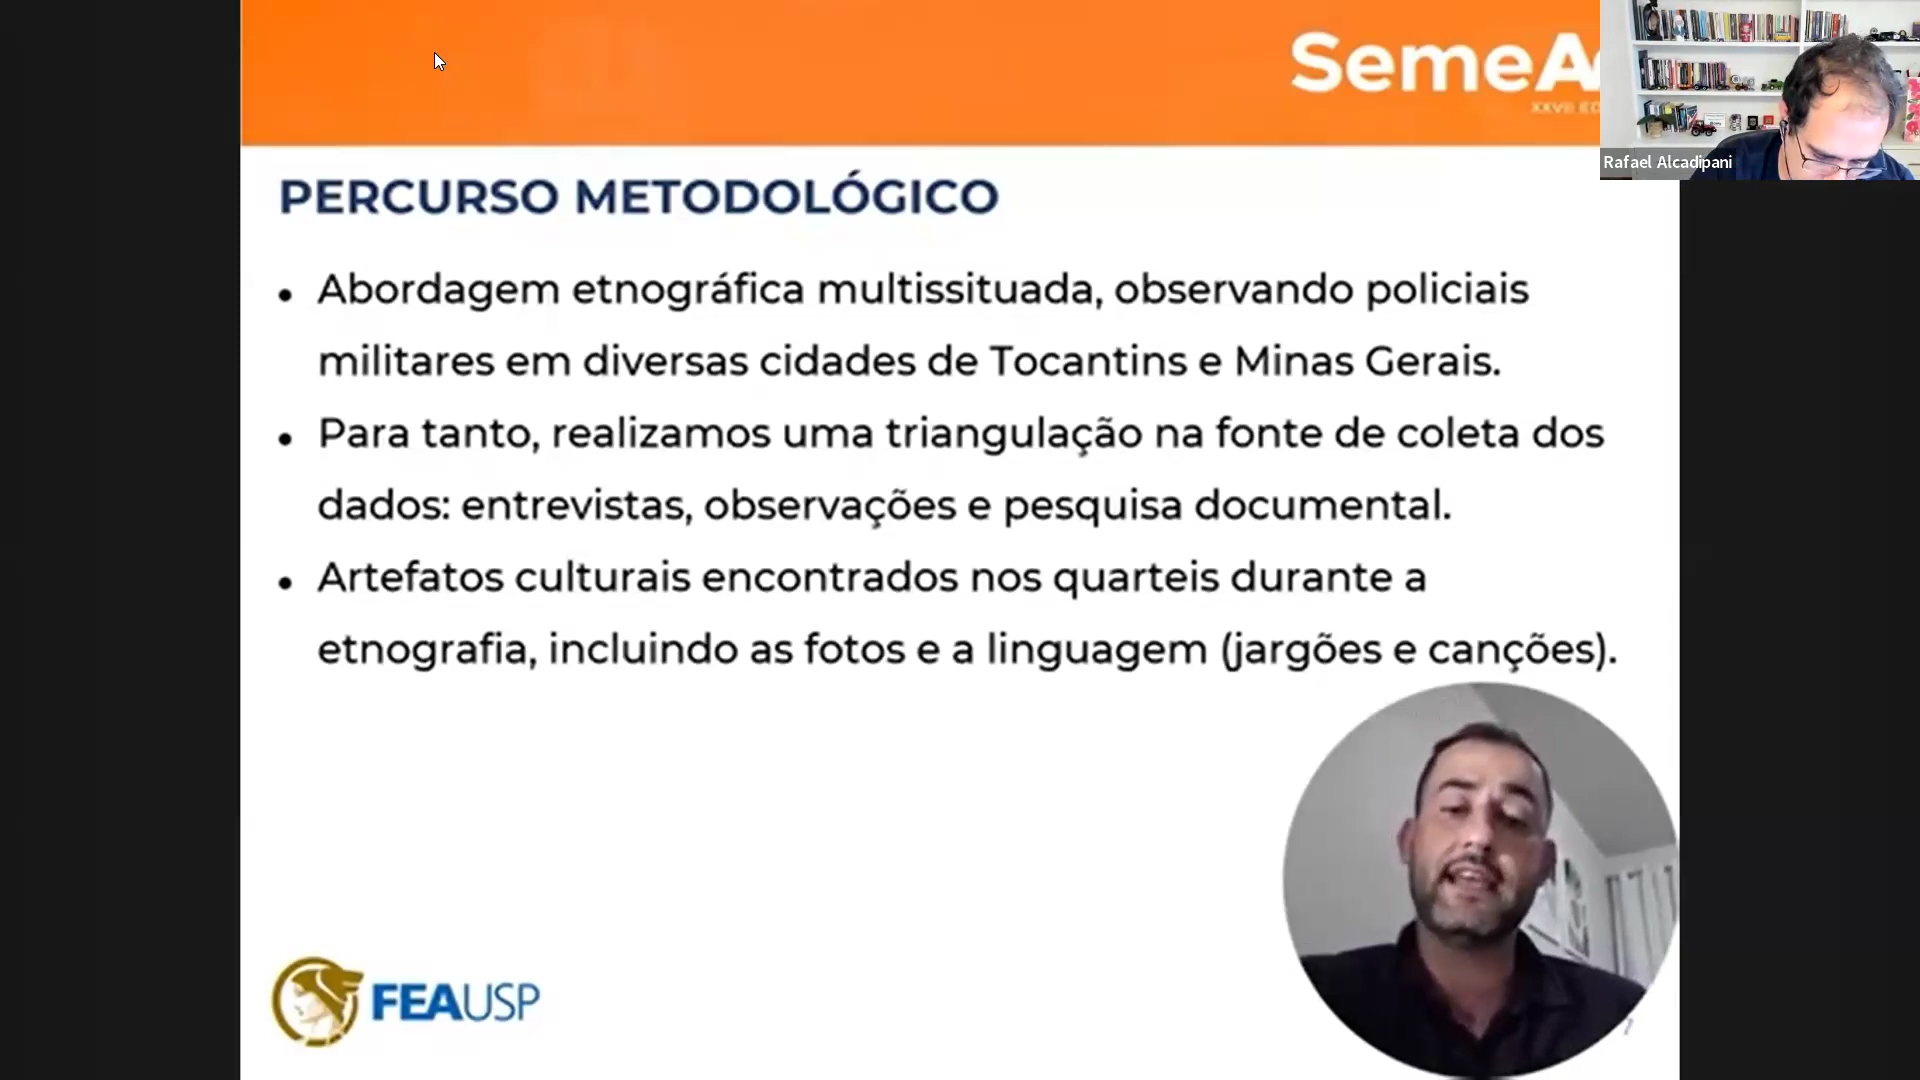 SemeA
XXVII ED
Rafael Alcadipani
PERCURSO METODOLÓGICO
• Abordagem etnográfica multissituada, observando policiais
militares em diversas cidades de Tocantins e Minas Gerais.
• Para tanto, realizamos uma triangulação na fonte de coleta dos
dados: entrevistas, observações e pesquisa documental.
• Artefatos culturais encontrados nos quarteis durante a
etnografia, incluindo as fotos e a linguagem (jargões e canções).
FEAUSP